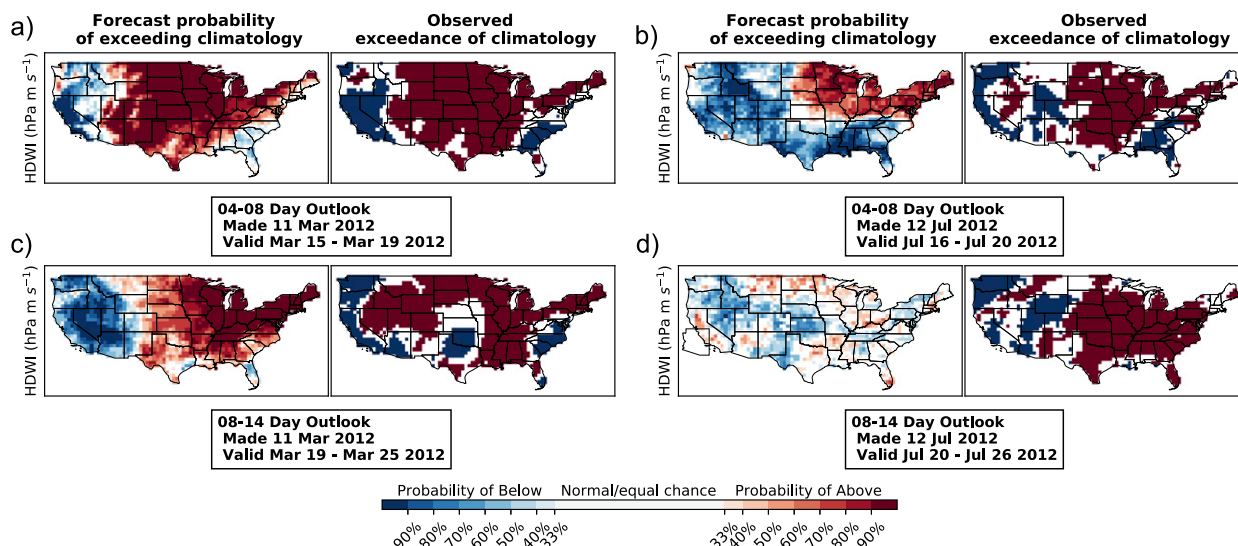 a)
Forecast probability
of exceeding climatology
Observed
exceedance of climatology
HDWI (hPa m s⁻¹)
04-08 Day Outlook
Made 11 Mar 2012
Valid Mar 15 - Mar 19 2012
b)
Forecast probability
of exceeding climatology
Observed
exceedance of climatology
HDWI (hPa m s⁻¹)
04-08 Day Outlook
Made 12 Jul 2012
Valid Jul 16 - Jul 20 2012
c)
HDWI (hPa m s⁻¹)
08-14 Day Outlook
Made 11 Mar 2012
Valid Mar 19 - Mar 25 2012
d)
HDWI (hPa m s⁻¹)
08-14 Day Outlook
Made 12 Jul 2012
Valid Jul 20 - Jul 26 2012
Probability of Below Normal/equal chance Probability of Above
90% 80% 70% 60% 50% 40% 33% 33% 40% 50% 60% 70% 80% 90%